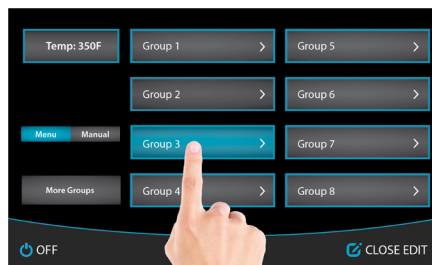 Temp: 350F
Group 1
Group 5
Group 2
Group 6
Menu
Manual
Group 3
Group 7
More Groups
Group 4
Group 8
OFF
CLOSE EDIT